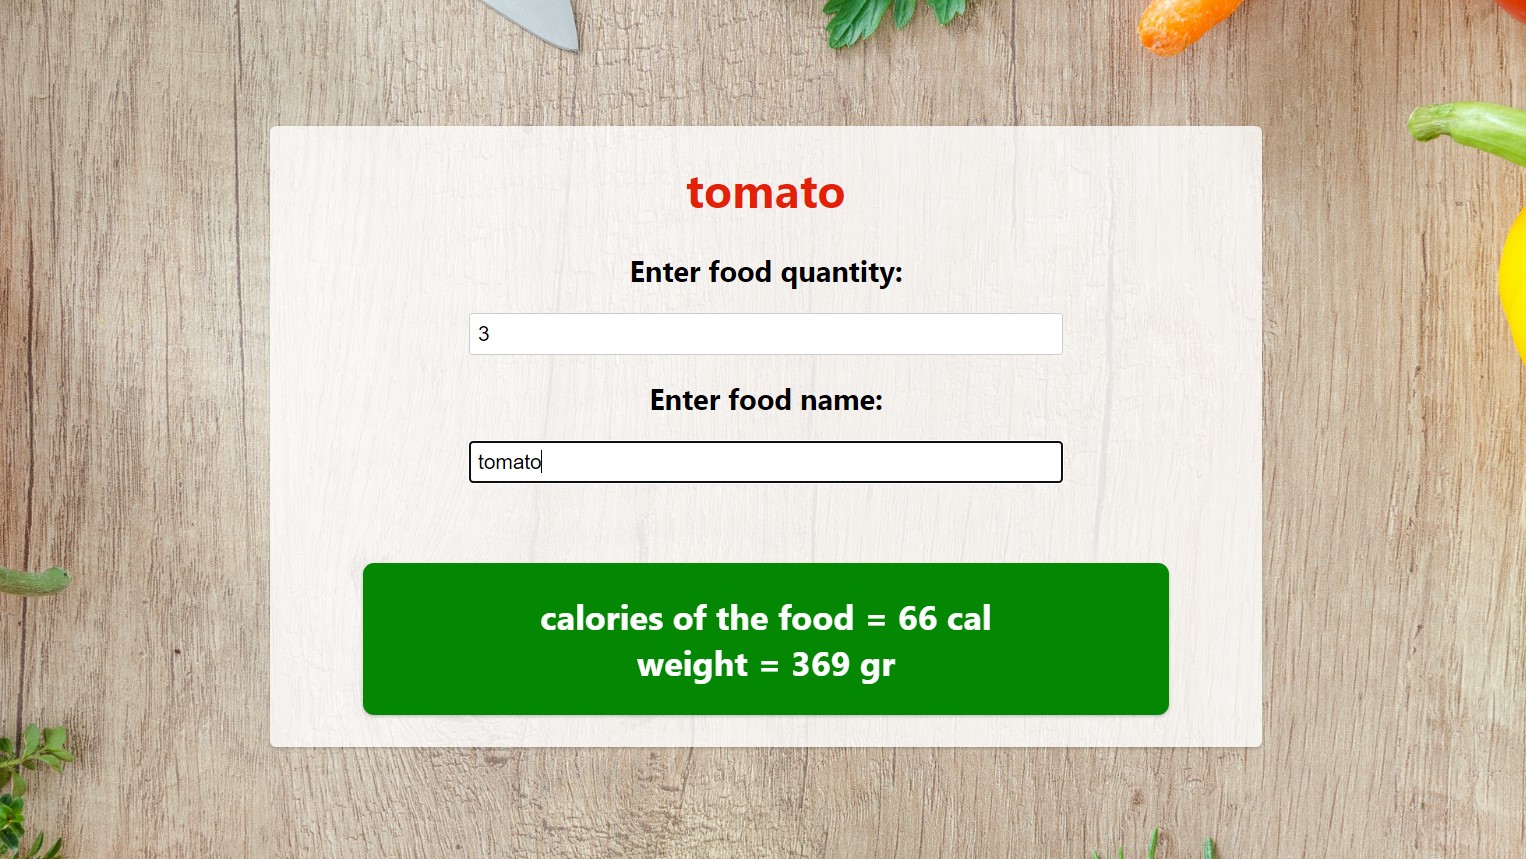 tomato
Enter food quantity:
3
Enter food name:
tomato
calories of the food = 66 cal
weight = 369 gr